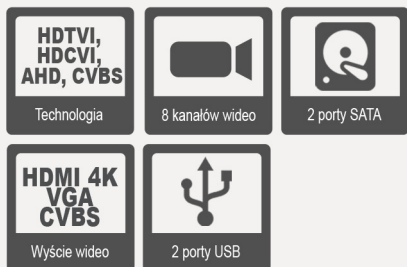 HDTVI,
HDCVI,
AHD, CVBS
Technologia
8 kanałów wideo
2 porty SATA
HDMI 4K
VGA
CVBS
Wyście wideo
2 porty USB